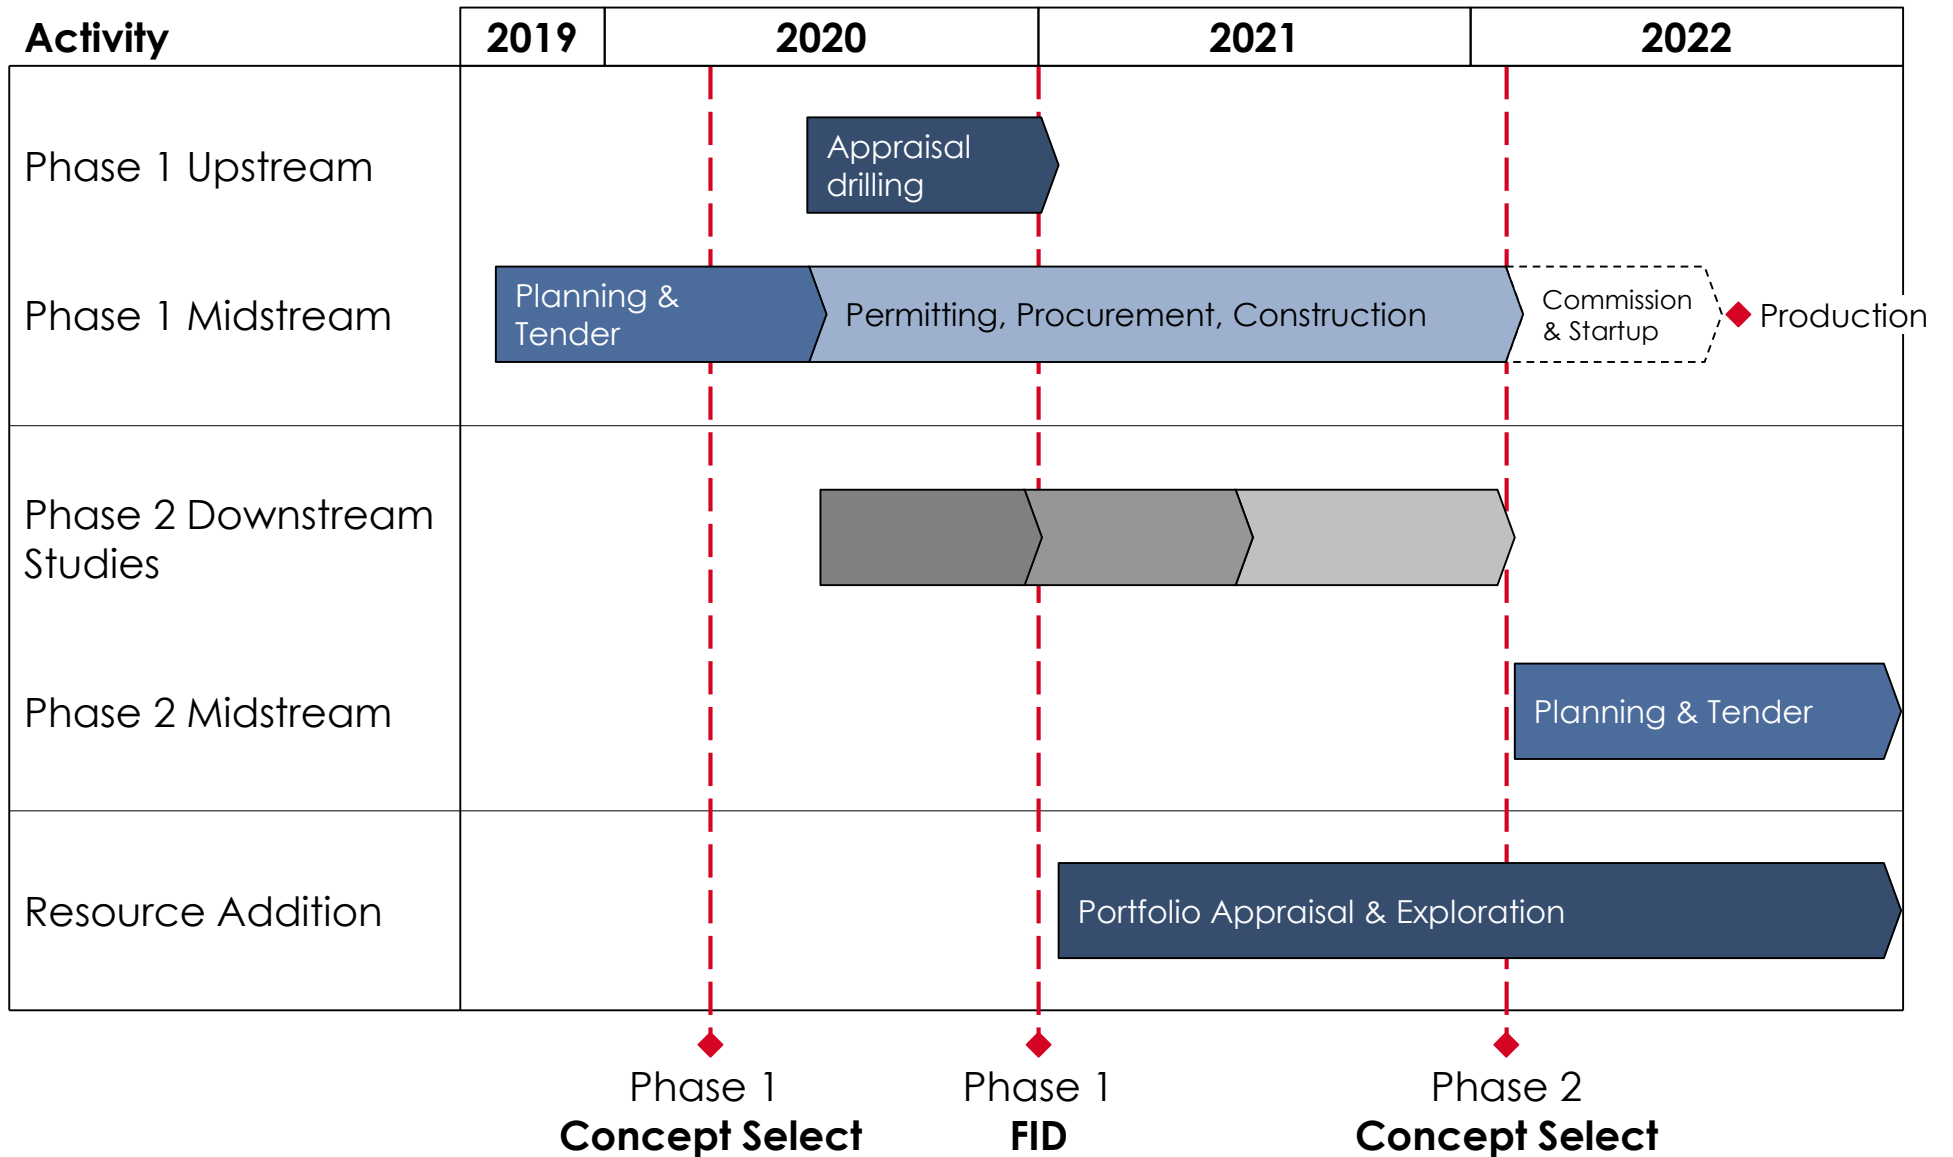 Activity
2019
2020
2021
2022
Phase 1 Upstream
Appraisal
drilling
Phase 1 Midstream
Planning &
Tender
Permitting, Procurement, Construction
Commission
& Startup
Production
Phase 2 Downstream
Studies
Phase 2 Midstream
Planning & Tender
Resource Addition
Portfolio Appraisal & Exploration
Phase 1
Concept Select
Phase 1
FID
Phase 2
Concept Select